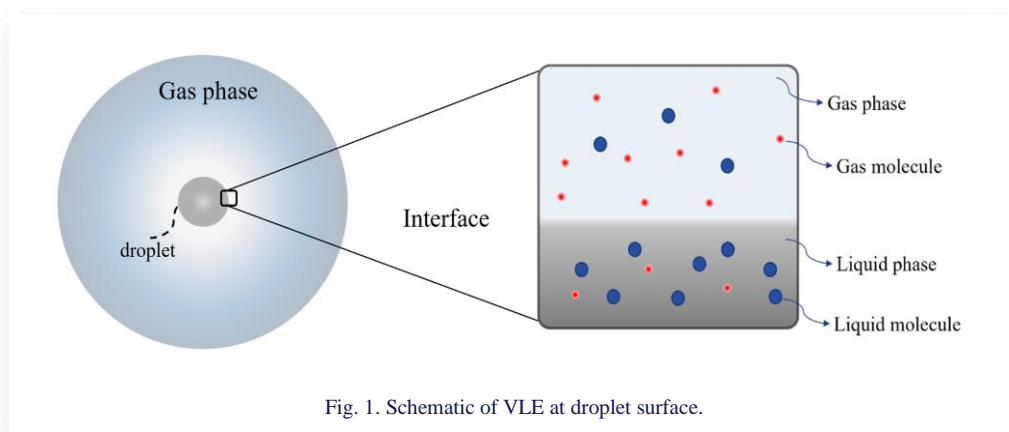 Gas phase
droplet
Interface
Gas phase
Gas molecule
Liquid phase
Liquid molecule
Fig. 1. Schematic of VLE at droplet surface.